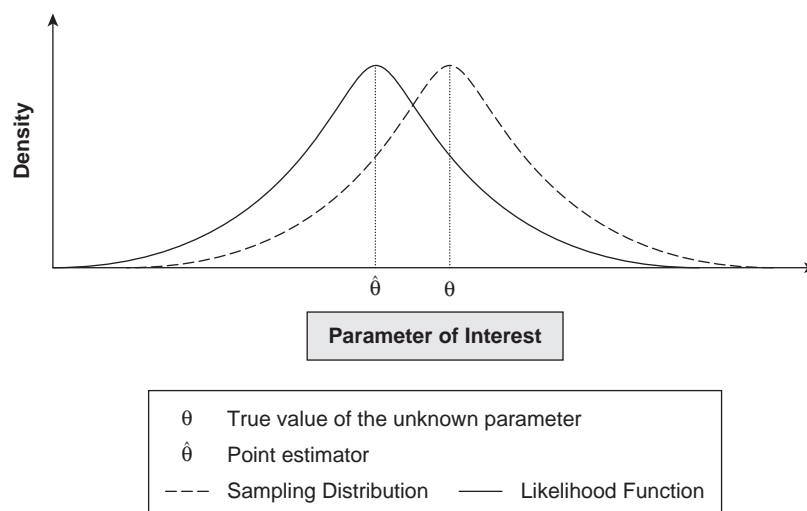 Density
θ̂ θ
Parameter of Interest
θ True value of the unknown parameter
θ̂ Point estimator
Sampling Distribution Likelihood Function